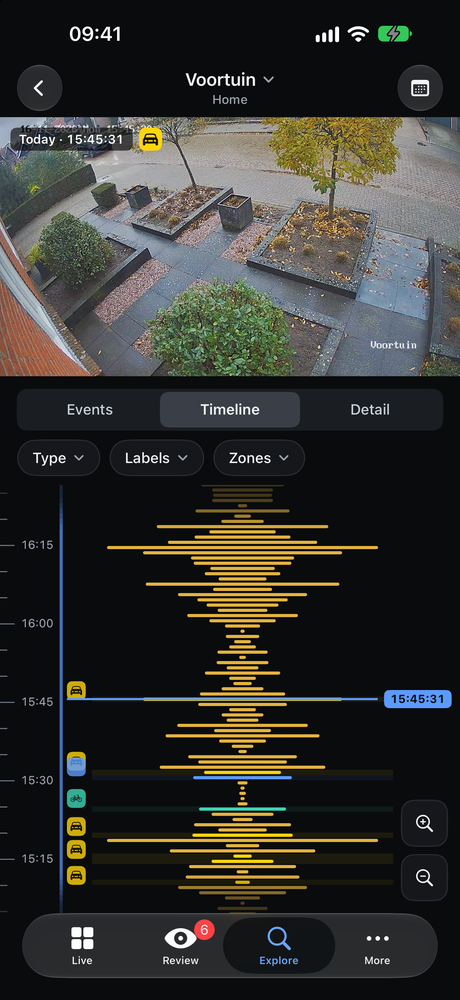 09:41
Voortuin
Home
Today · 15:45:31
Voortuin
Events
Timeline
Detail
Type
Labels
Zones
16:15
16:00
15:45
15:45:31
15:30
15:15
6
Live
Review
Explore
More